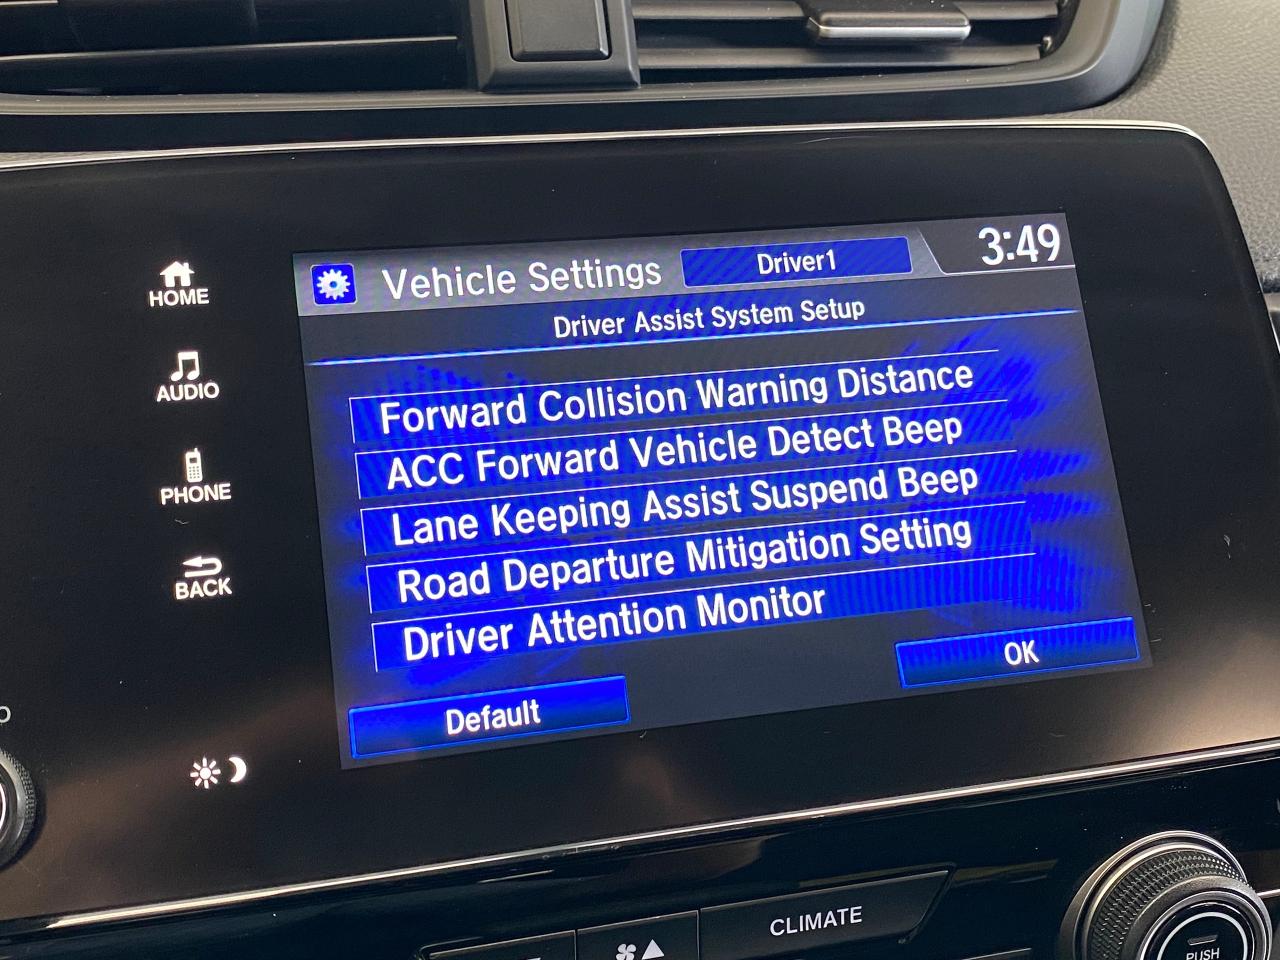 Vehicle Settings
Driver1
3:49
Driver Assist System Setup
HOME
AUDIO
PHONE
BACK
Forward Collision Warning Distance
ACC Forward Vehicle Detect Beep
Lane Keeping Assist Suspend Beep
Road Departure Mitigation Setting
Driver Attention Monitor
Default
OK
CLIMATE
PUSH